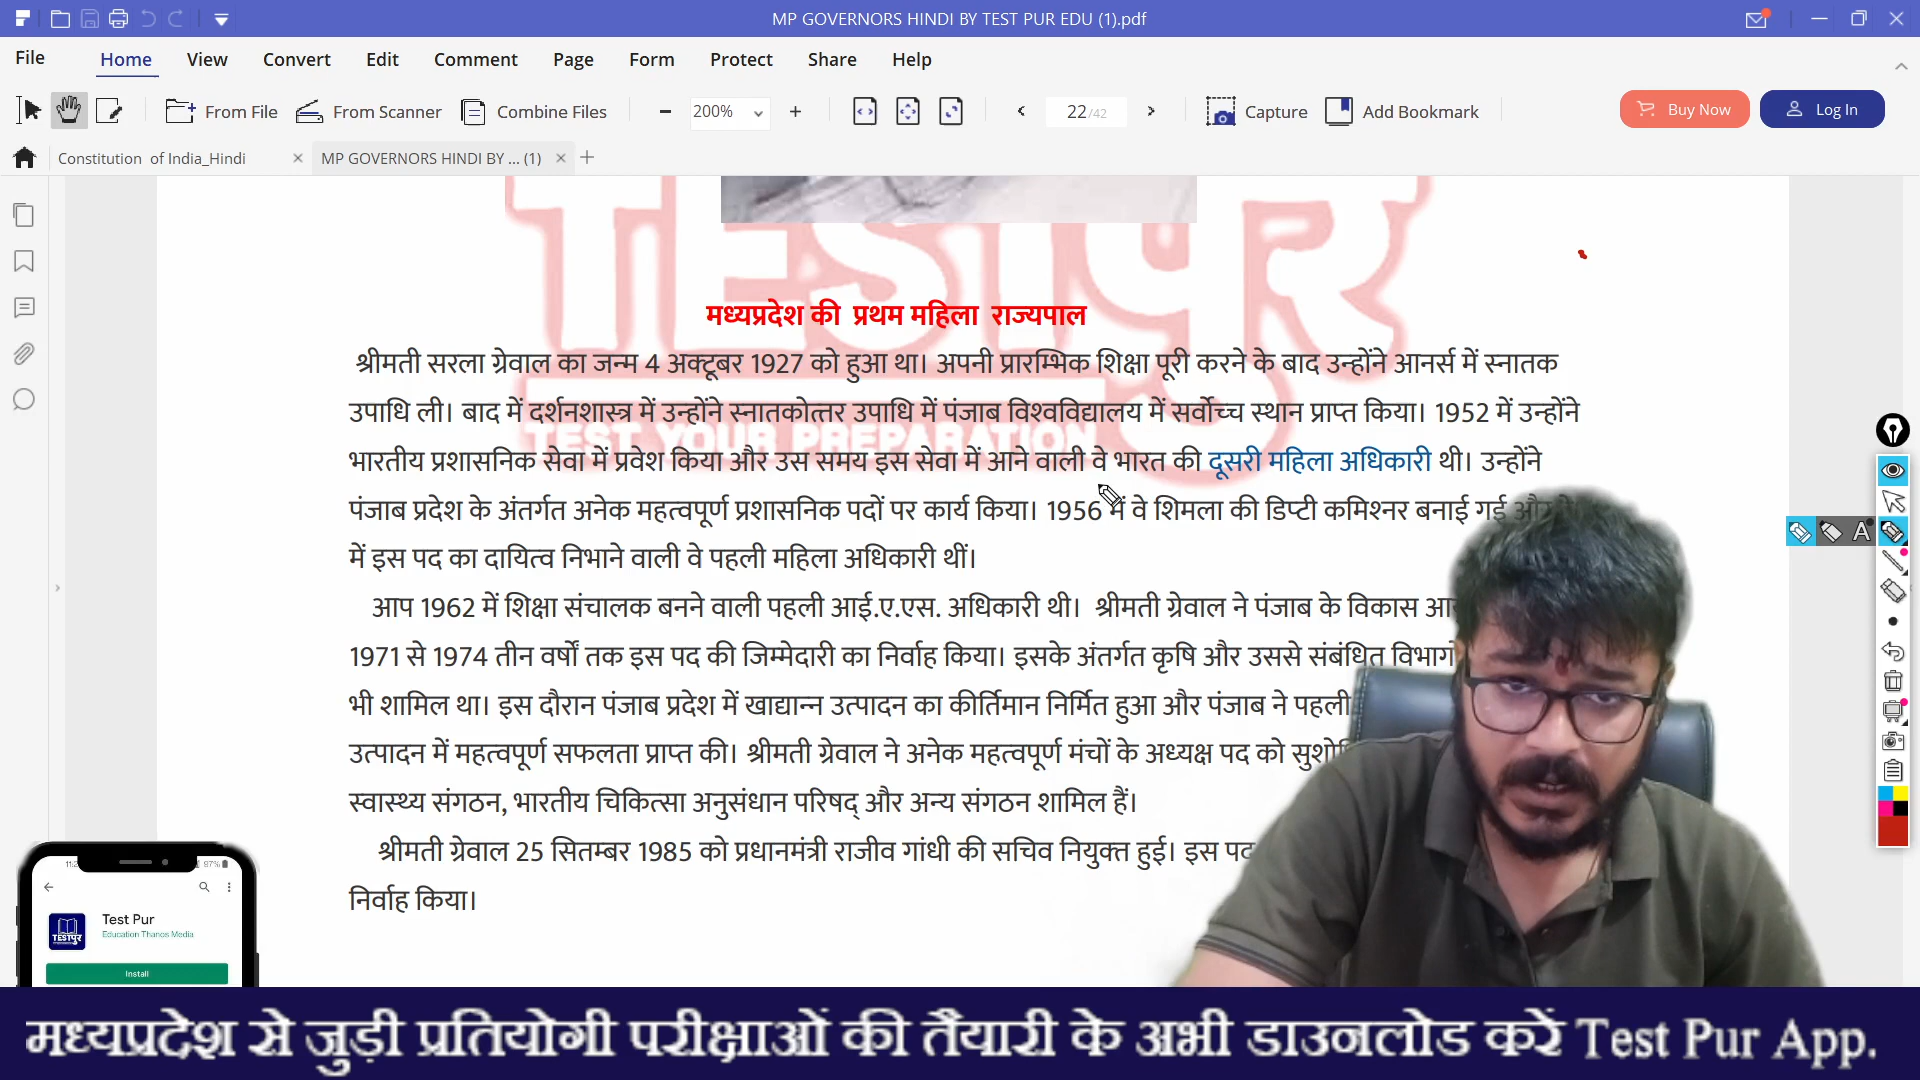 MP GOVERNORS HINDI BY TEST PUR EDU (1).pdf
File Home View Convert Edit Comment Page Form Protect Share Help
From File From Scanner Combine Files 200% 22/42 Capture Add Bookmark Buy Now Log In
Constitution of India_Hindi MP GOVERNORS HINDI BY ... (1)
TESTपुर
TEST YOUR PREPARATION
मध्यप्रदेश की प्रथम महिला राज्यपाल
श्रीमती सरला ग्रेवाल का जन्म 4 अक्टूबर 1927 को हुआ था। अपनी प्रारम्भिक शिक्षा पूरी करने के बाद उन्होंने आनर्स में स्नातक
उपाधि ली। बाद में दर्शनशास्त्र में उन्होंने स्नातकोत्तर उपाधि में पंजाब विश्वविद्यालय में सर्वोच्च स्थान प्राप्त किया। 1952 में उन्होंने
भारतीय प्रशासनिक सेवा में प्रवेश किया और उस समय इस सेवा में आने वाली वे भारत की दूसरी महिला अधिकारी थी। उन्होंने
पंजाब प्रदेश के अंतर्गत अनेक महत्वपूर्ण प्रशासनिक पदों पर कार्य किया। 1956 में वे शिमला की डिप्टी कमिश्नर बनाई गई
में इस पद का दायित्व निभाने वाली वे पहली महिला अधिकारी थीं।
आप 1962 में शिक्षा संचालक बनने वाली पहली आई.ए.एस. अधिकारी थी। श्रीमती ग्रेवाल ने पंजाब के विकास
1971 से 1974 तीन वर्षों तक इस पद की जिम्मेदारी का निर्वाह किया। इसके अंतर्गत कृषि और उससे संबंधित
भी शामिल था। इस दौरान पंजाब प्रदेश में खाद्यान्न उत्पादन का कीर्तिमान निर्मित हुआ और पंजाब ने पहली
उत्पादन में महत्वपूर्ण सफलता प्राप्त की। श्रीमती ग्रेवाल ने अनेक महत्वपूर्ण मंचों के अध्यक्ष पद को
स्वास्थ्य संगठन, भारतीय चिकित्सा अनुसंधान परिषद् और अन्य संगठन शामिल हैं।
श्रीमती ग्रेवाल 25 सितम्बर 1985 को प्रधानमंत्री राजीव गांधी की सचिव नियुक्त हुई। इस पद
निर्वाह किया।
97%
Test Pur
Education Thanos Media
TESTपुर
Install
A
मध्यप्रदेश से जुड़ी प्रतियोगी परीक्षाओं की तैयारी के अभी डाउनलोड करें Test Pur App.